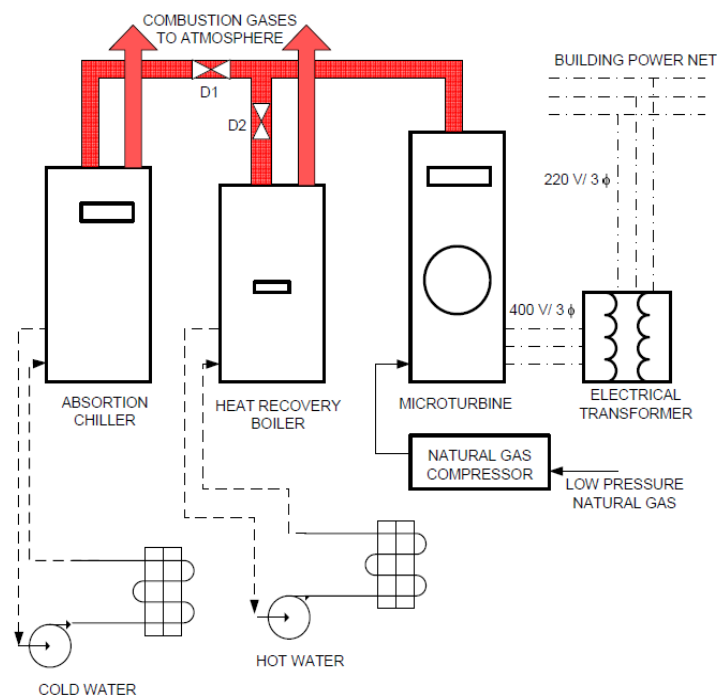 COMBUSTION GASES
TO ATMOSPHERE
BUILDING POWER NET
D1
D2
220 V/ 3 ϕ
400 V/ 3 ϕ
ABSORTION
CHILLER
HEAT RECOVERY
BOILER
MICROTURBINE
ELECTRICAL
TRANSFORMER
NATURAL GAS
COMPRESSOR
LOW PRESSURE
NATURAL GAS
HOT WATER
COLD WATER